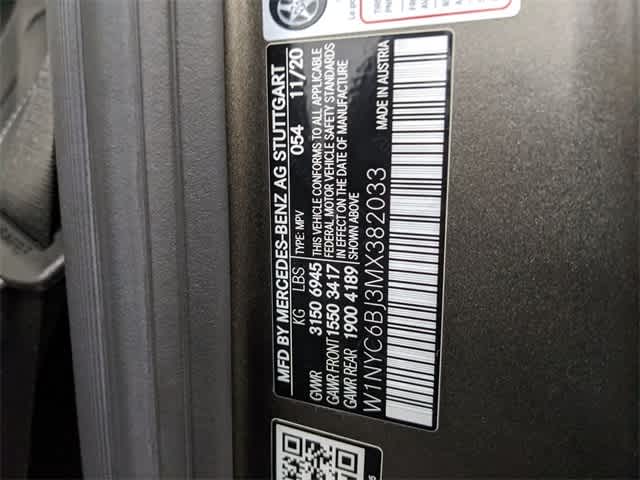 MFD BY MERCEDES-BENZ AG STUTTGART
KG LBS TYPE: MPV 054 11/20
GVWR 3150 6945 THIS VEHICLE CONFORMS TO ALL APPLICABLE
GAWR FRONT 1550 3417 FEDERAL MOTOR VEHICLE SAFETY STANDARDS
GAWR REAR 1900 4189 IN EFFECT ON THE DATE OF MANUFACTURE
SHOWN ABOVE
MADE IN AUSTRIA
W1NYC6BJ3MX382033